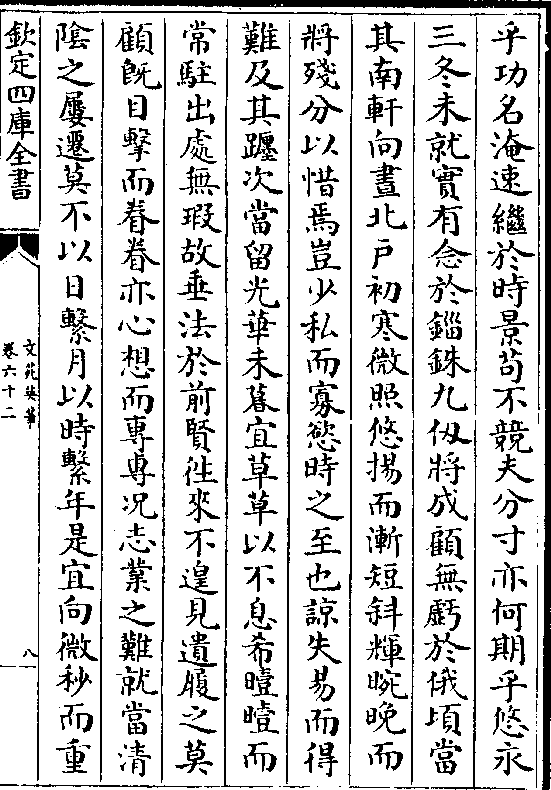 乎功名淹速繼於時景茍不競夫分寸亦何期乎悠永
三冬未就實有念於錙銖九仭將成顧無虧於俄頃當
其南軒向晝北戸初寒微照悠揚而漸短斜輝晼晚而
將殘分以惜焉豈少私而寡慾時之至也諒失易而得
難及其躔次當留光華未暮宜草草以不息希曀曀而
常駐出處無瑕故垂法於前賢徃來不遑見遺履之莫
顧旣目擊而眷眷亦心想而專專况志業之難就當清
陰之屢遷莫不以日繫月以時繫年是宜向微秒而重
欽定四庫全書
文苑英華
卷六十二
八